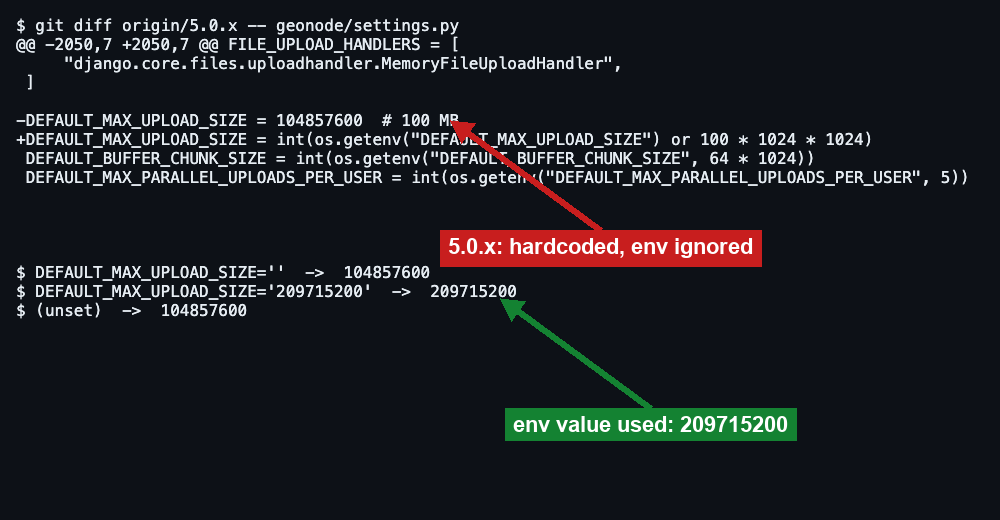 $ git diff origin/5.0.x -- geonode/settings.py
@@ -2050,7 +2050,7 @@ FILE_UPLOAD_HANDLERS = [
     "django.core.files.uploadhandler.MemoryFileUploadHandler",
 ]
-DEFAULT_MAX_UPLOAD_SIZE = 104857600  # 100 MB
+DEFAULT_MAX_UPLOAD_SIZE = int(os.getenv("DEFAULT_MAX_UPLOAD_SIZE") or 100 * 1024 * 1024)
 DEFAULT_BUFFER_CHUNK_SIZE = int(os.getenv("DEFAULT_BUFFER_CHUNK_SIZE", 64 * 1024))
 DEFAULT_MAX_PARALLEL_UPLOADS_PER_USER = int(os.getenv("DEFAULT_MAX_PARALLEL_UPLOADS_PER_USER", 5))
5.0.x: hardcoded, env ignored
$ DEFAULT_MAX_UPLOAD_SIZE=''  ->  104857600
$ DEFAULT_MAX_UPLOAD_SIZE='209715200'  ->  209715200
$ (unset)  ->  104857600
env value used: 209715200